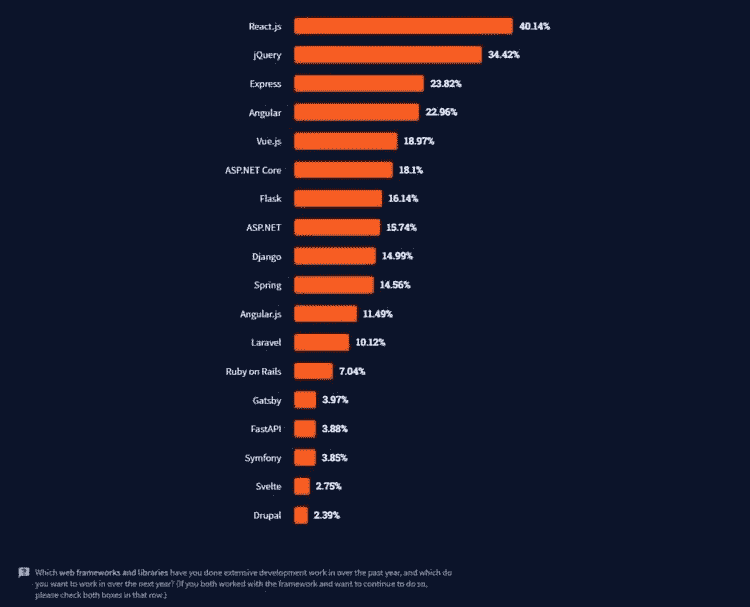 React.js 40.14%
jQuery 34.42%
Express 23.82%
Angular 22.96%
Vue.js 18.97%
ASP.NET Core 18.1%
Flask 16.14%
ASP.NET 15.74%
Django 14.99%
Spring 14.56%
Angular.js 11.49%
Laravel 10.12%
Ruby on Rails 7.04%
Gatsby 3.97%
FastAPI 3.88%
Symfony 3.85%
Svelte 2.75%
Drupal 2.39%
Which web frameworks and libraries have you done extensive development work in over the past year, and which do
you want to work in over the next year? (If you both worked with the framework and want to continue to do so,
please check both boxes in that row.)